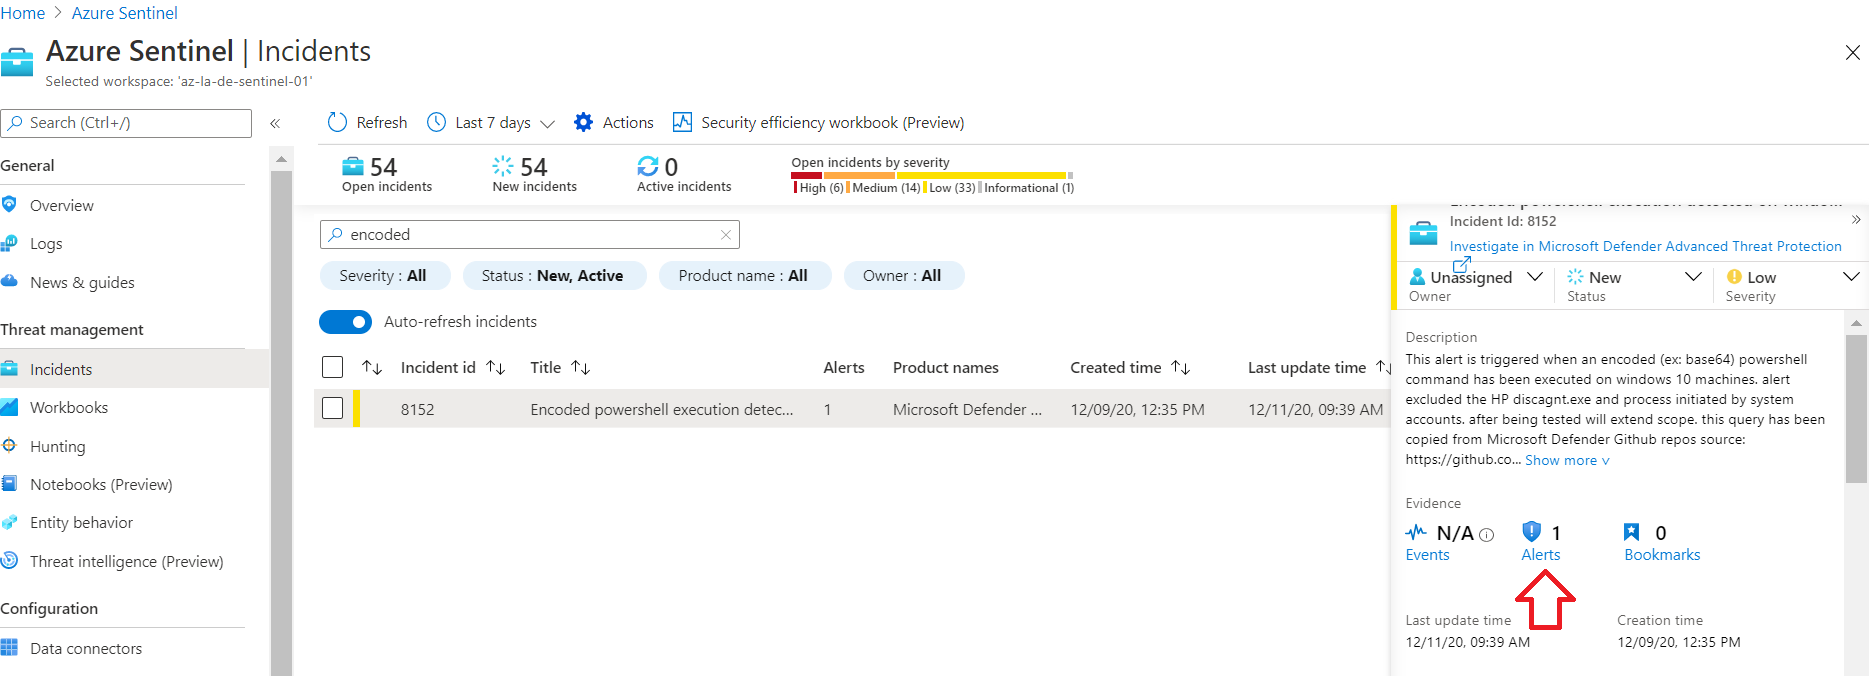 Home > Azure Sentinel
Azure Sentinel | Incidents
Selected workspace: 'az-la-de-sentinel-01'
Search (Ctrl+/)
«
General
Overview
Logs
News & guides
Threat management
Incidents
Workbooks
Hunting
Notebooks (Preview)
Entity behavior
Threat intelligence (Preview)
Configuration
Data connectors
Refresh
Last 7 days
Actions
Security efficiency workbook (Preview)
54
Open incidents
54
New incidents
0
Active incidents
Open incidents by severity
High (6) Medium (14) Low (33) Informational (1)
encoded
Severity : All
Status : New, Active
Product name : All
Owner : All
Auto-refresh incidents
Incident id Title Alerts Product names Created time Last update time
8152 Encoded powershell execution detec... 1 Microsoft Defender ... 12/09/20, 12:35 PM 12/11/20, 09:39 AM
Encoded powershell execution detected on windo...
Incident Id: 8152
»
Investigate in Microsoft Defender Advanced Threat Protection
Unassigned
Owner
New
Status
Low
Severity
Description
This alert is triggered when an encoded (ex: base64) powershell
command has been executed on windows 10 machines. alert
excluded the HP discagnt.exe and process initiated by system
accounts. after being tested will extend scope. this query has been
copied from Microsoft Defender Github repos source:
https://github.co... Show more
Evidence
N/A
Events
1
Alerts
0
Bookmarks
Last update time
12/11/20, 09:39 AM
Creation time
12/09/20, 12:35 PM